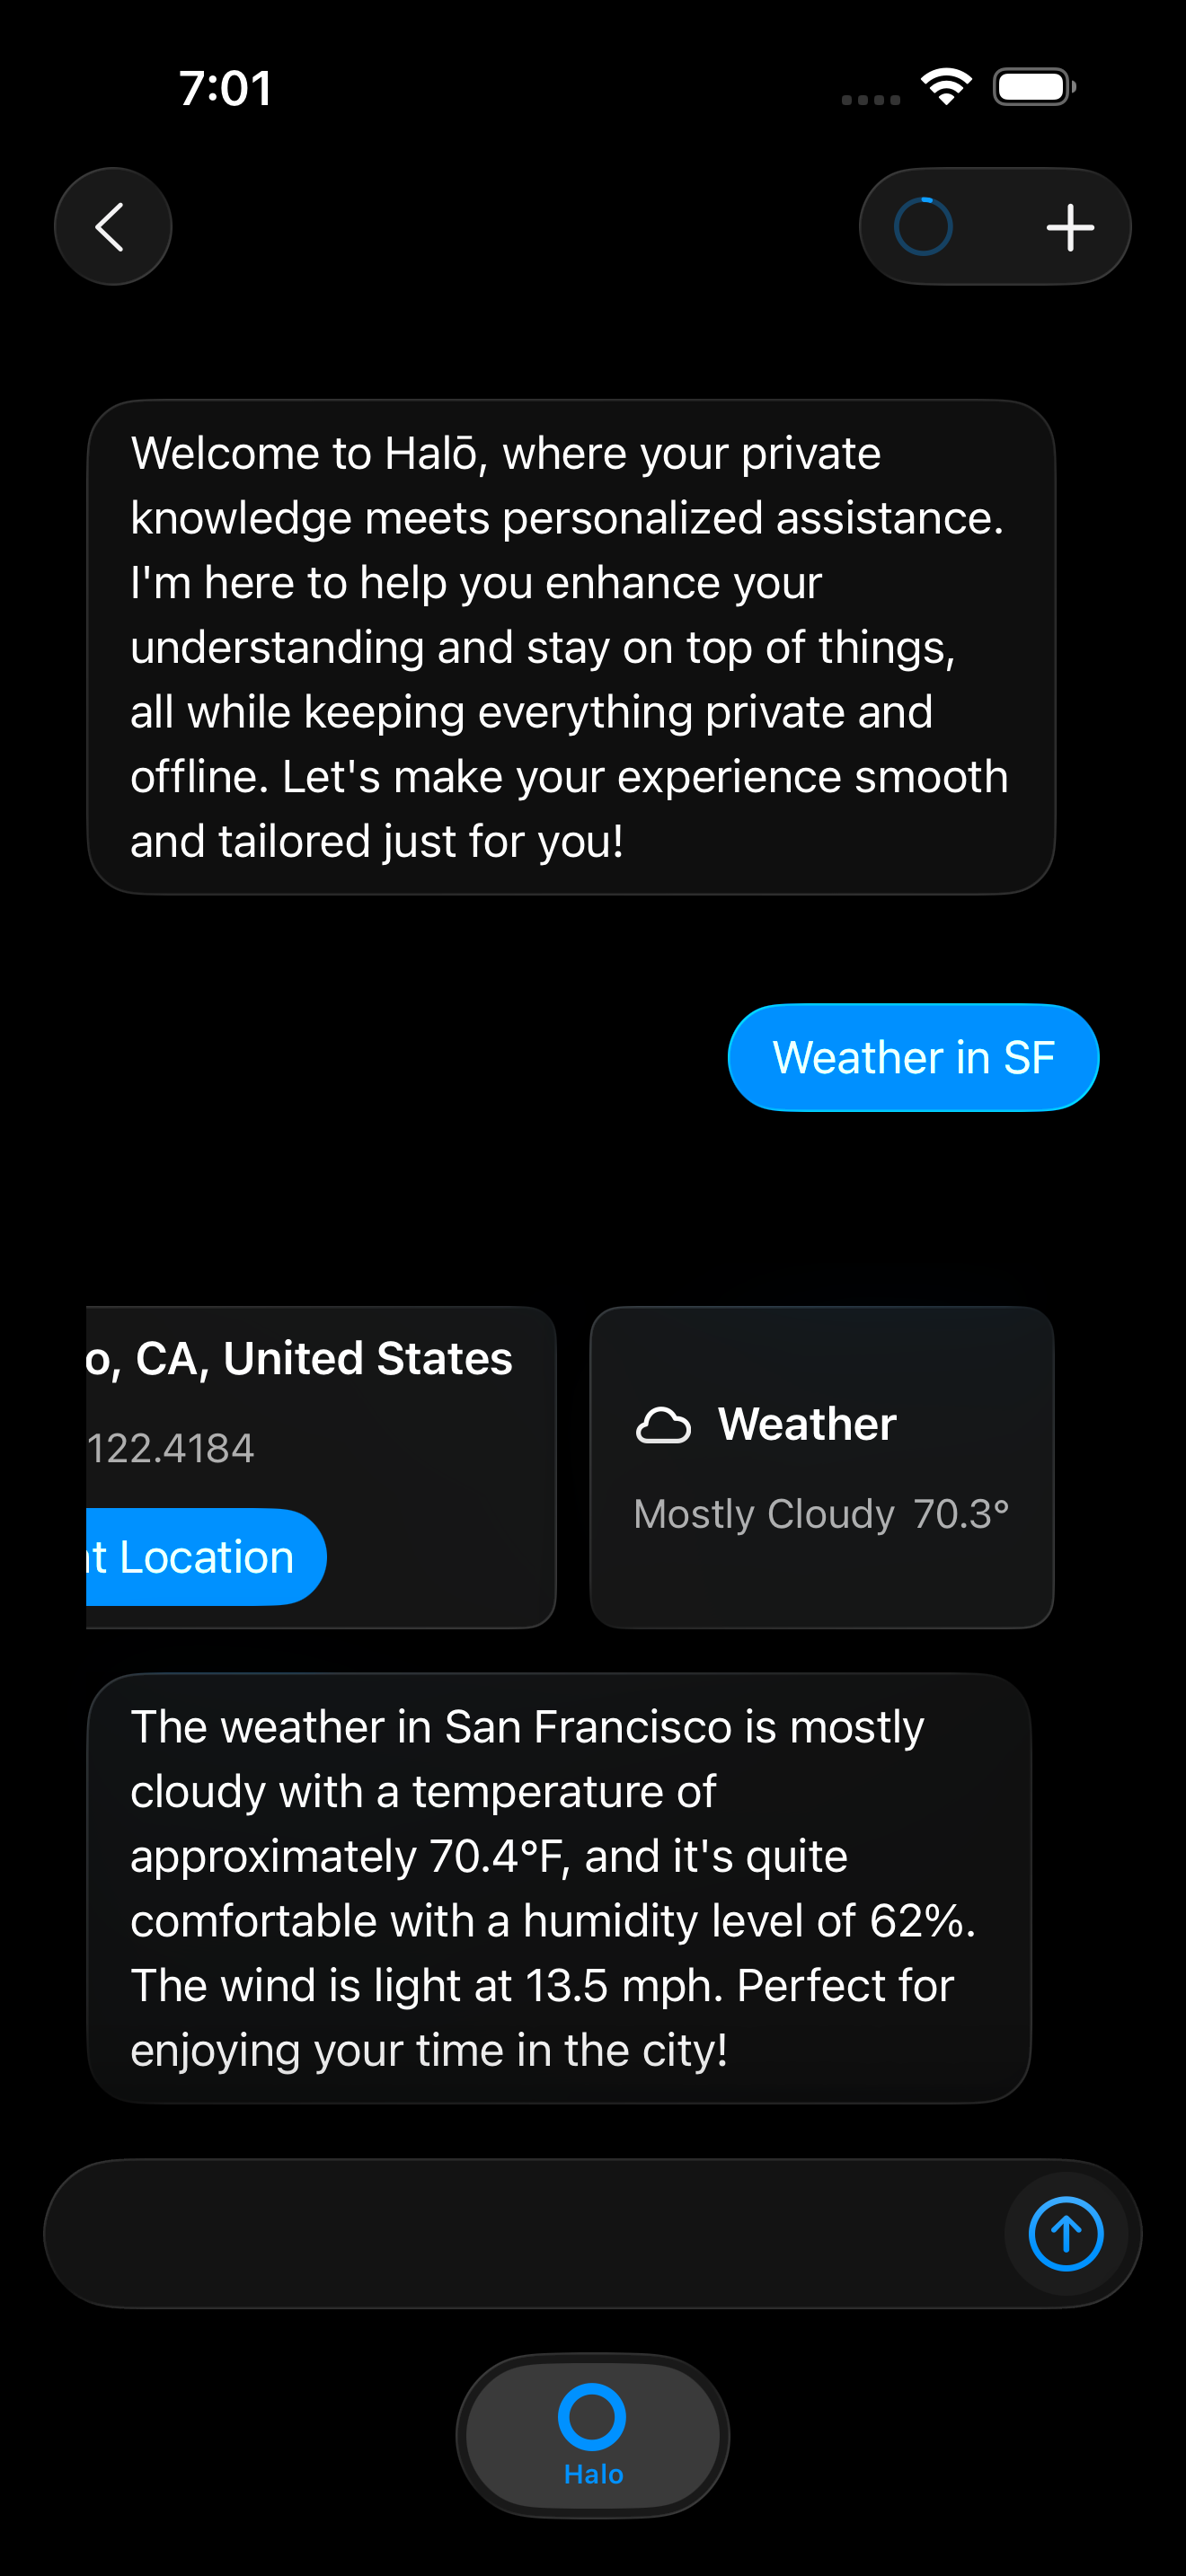 7:01
Welcome to Halō, where your private
knowledge meets personalized assistance.
I'm here to help you enhance your
understanding and stay on top of things,
all while keeping everything private and
offline. Let's make your experience smooth
and tailored just for you!
Weather in SF
o, CA, United States
122.4184
t Location
Weather
Mostly Cloudy 70.3°
The weather in San Francisco is mostly
cloudy with a temperature of
approximately 70.4°F, and it's quite
comfortable with a humidity level of 62%.
The wind is light at 13.5 mph. Perfect for
enjoying your time in the city!
Halo